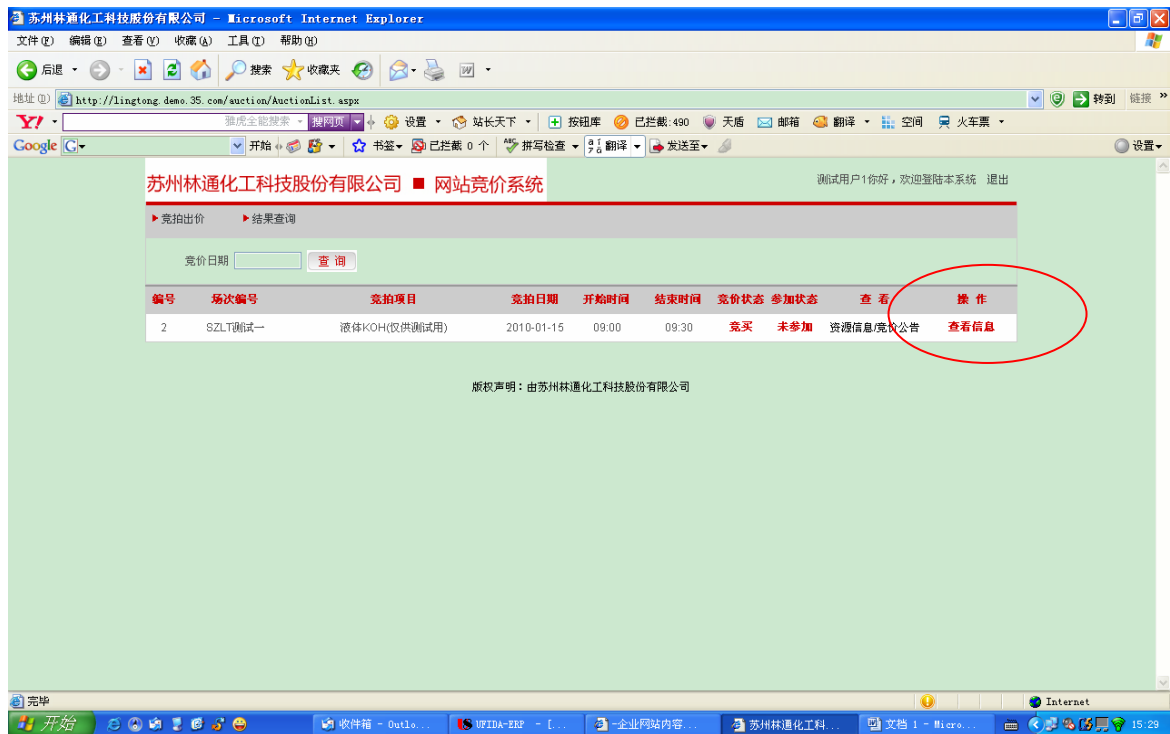 苏州林通化工科技股份有限公司 - Microsoft Internet Explorer
文件(F) 编辑(E) 查看(V) 收藏(A) 工具(T) 帮助(H)
后退 搜索 收藏夹
地址(D) http://lingtong.demo.35.com/auction/AuctionList.aspx 转到 链接 »
Y! 雅虎全能搜索 搜网页 设置 站长天下 按钮库 已拦截:490 天盾 邮箱 翻译 空间 火车票
Google G 开始 书签 已拦截 0 个 拼写检查 翻译 发送至 设置
苏州林通化工科技股份有限公司 ■ 网站竞价系统 测试用户1你好，欢迎登陆本系统 退出
竞拍出价 结果查询
竞价日期 查 询
编号 场次编号 竞拍项目 竞拍日期 开始时间 结束时间 竞价状态 参加状态 查 看 操 作
2 SZLT测试一 液体KOH(仅供测试用) 2010-01-15 09:00 09:30 竞买 未参加 资源信息/竞价公告 查看信息
版权声明：由苏州林通化工科技股份有限公司
完毕 Internet
开始 收件箱 - Outlo... UFIDA-ERP - [... -企业网站内容... 苏州林通化工科... 文档 1 - Micro... 15:29